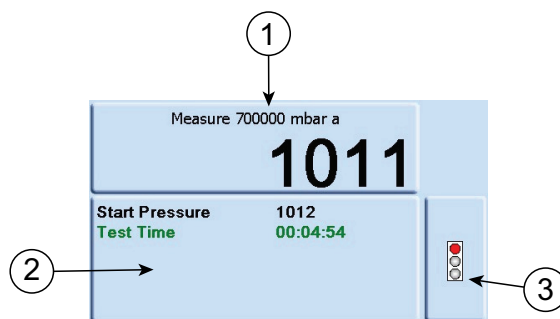 1
Measure 700000 mbar a
1011
Start Pressure 1012
Test Time 00:04:54
2
3